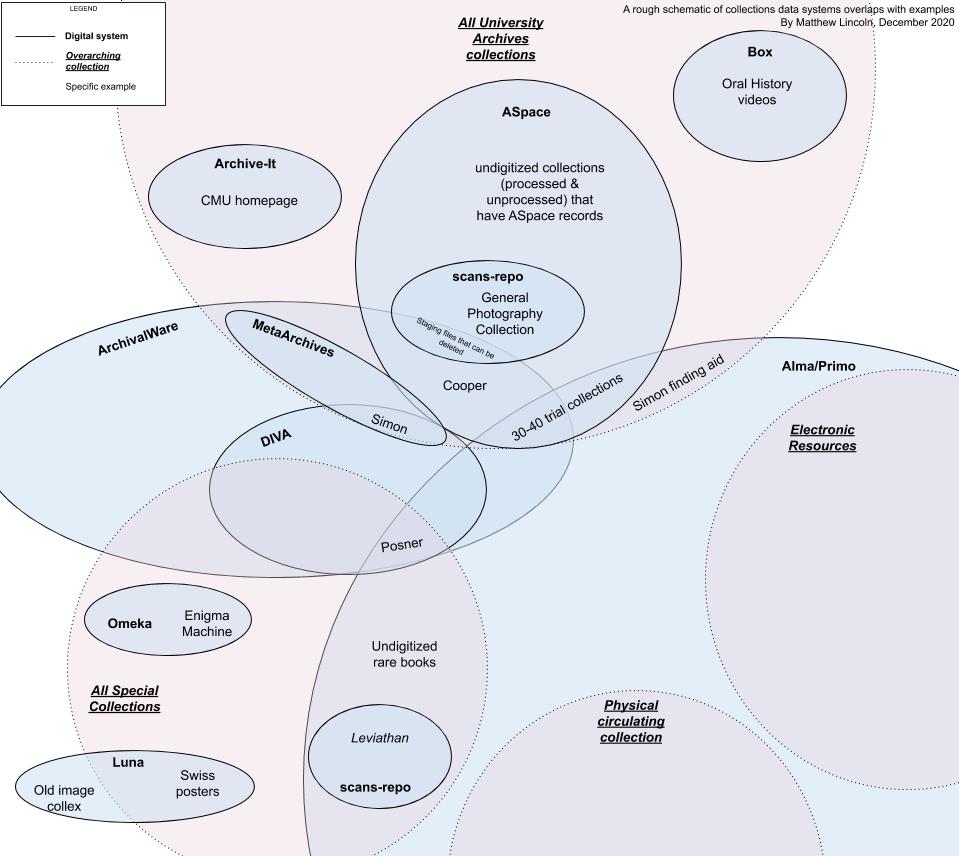 LEGEND
Digital system
Overarching
collection
Specific example
A rough schematic of collections data systems overlaps with examples
By Matthew Lincoln, December 2020
All University
Archives
collections
Box
Oral History
videos
ASpace
undigitized collections
(processed &
unprocessed) that
have ASpace records
Archive-It
CMU homepage
scans-repo
General
Photography
Collection
Staging files that can be
deleted
ArchivalWare
MetaArchives
Cooper
Simon
30-40 trial collections
Simon finding aid
Alma/Primo
DIVA
Electronic
Resources
Posner
Omeka
Enigma
Machine
Undigitized
rare books
All Special
Collections
Physical
circulating
collection
Leviathan
scans-repo
Luna
Swiss
posters
Old image
collex